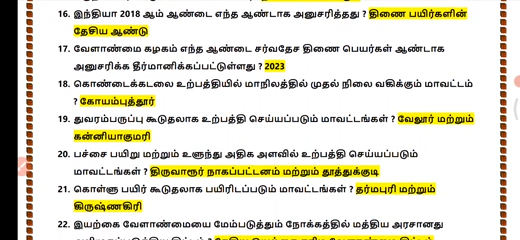 16. இந்தியா 2018 ஆம் ஆண்டை எந்த ஆண்டாக அனுசரித்தது ? திணை பயிர்களின்
தேசிய ஆண்டு
17. வேளாண்மை கழகம் எந்த ஆண்டை சர்வதேச திணை பெயர்கள் ஆண்டாக
அனுசரிக்க தீர்மானிக்கப்பட்டுள்ளது ? 2023
18. கொண்டைக்கடலை உற்பத்தியில் மாநிலத்தில் முதல் நிலை வகிக்கும் மாவட்டம்
? கோயம்புத்தூர்
19. துவரம்பருப்பு கூடுதலாக உற்பத்தி செய்யப்படும் மாவட்டங்கள் ? வேலூர் மற்றும்
கன்னியாகுமரி
20. பச்சை பயிறு மற்றும் உளுந்து அதிக அளவில் உற்பத்தி செய்யப்படும்
மாவட்டங்கள் ? திருவாரூர் நாகப்பட்டனம் மற்றும் தூத்துக்குடி
21. கொள்ளு பயிர் கூடுதலாக பயிரிடப்படும் மாவட்டங்கள் ? தர்மபுரி மற்றும்
கிருஷ்ணகிரி
22. இயற்கை வேளாண்மையை மேம்படுத்தும் நோக்கத்தில் மத்திய அரசானது